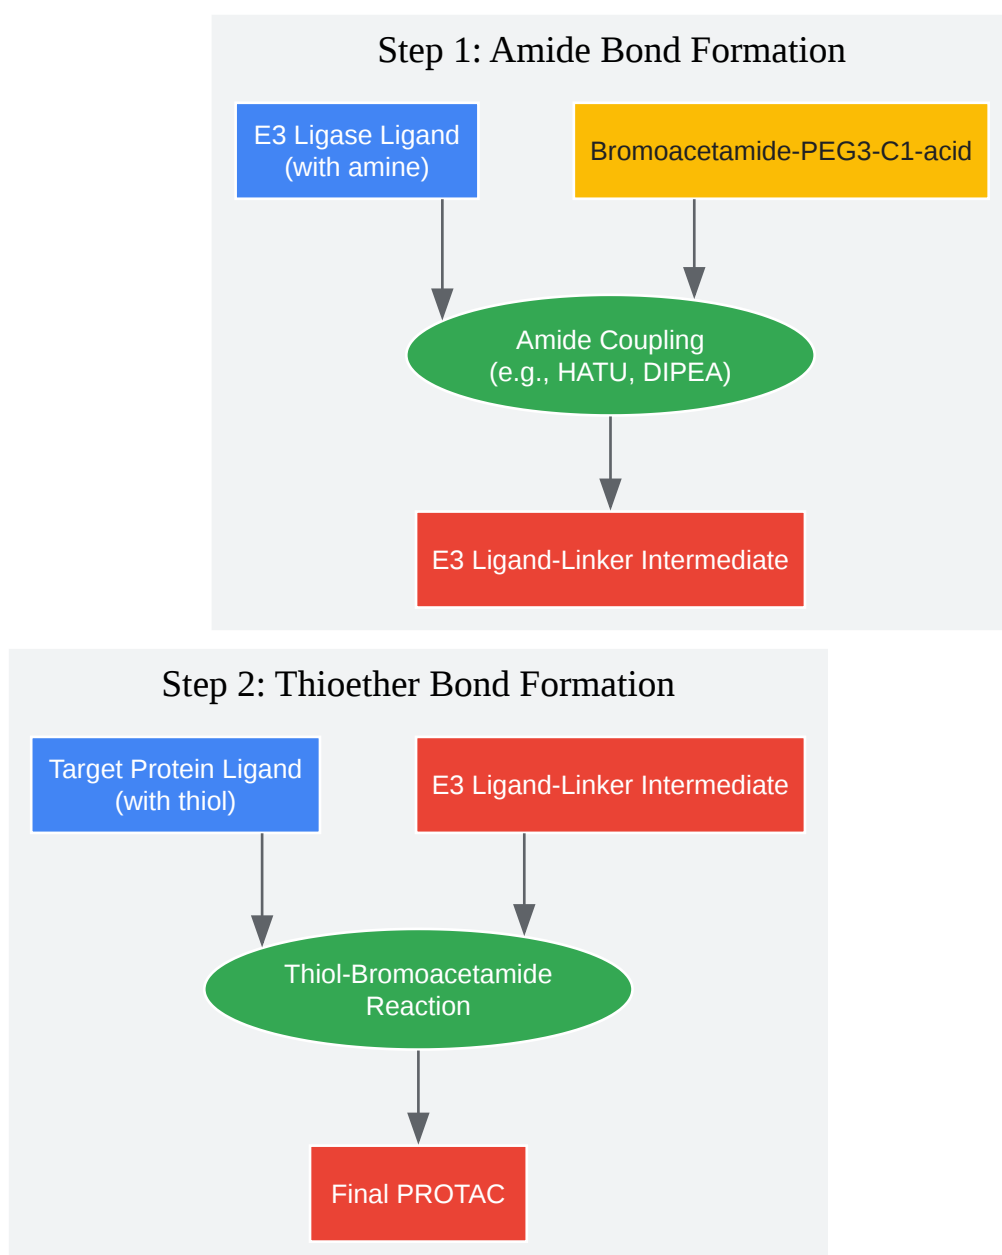 Step 1: Amide Bond Formation
E3 Ligase Ligand
(with amine)
Bromoacetamide-PEG3-C1-acid
Amide Coupling
(e.g., HATU, DIPEA)
E3 Ligand-Linker Intermediate
Step 2: Thioether Bond Formation
Target Protein Ligand
(with thiol)
E3 Ligand-Linker Intermediate
Thiol-Bromoacetamide
Reaction
Final PROTAC